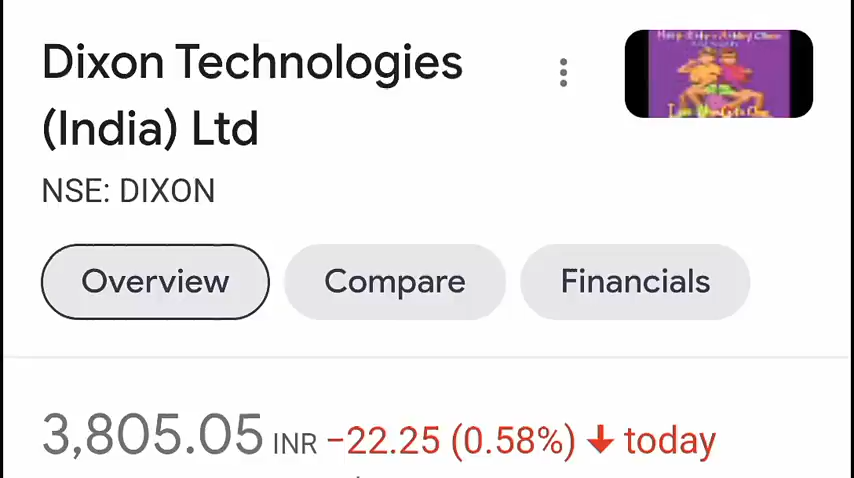 Dixon Technologies
(India) Ltd
NSE: DIXON
Overview Compare Financials
3,805.05 INR −22.25 (0.58%) ↓ today